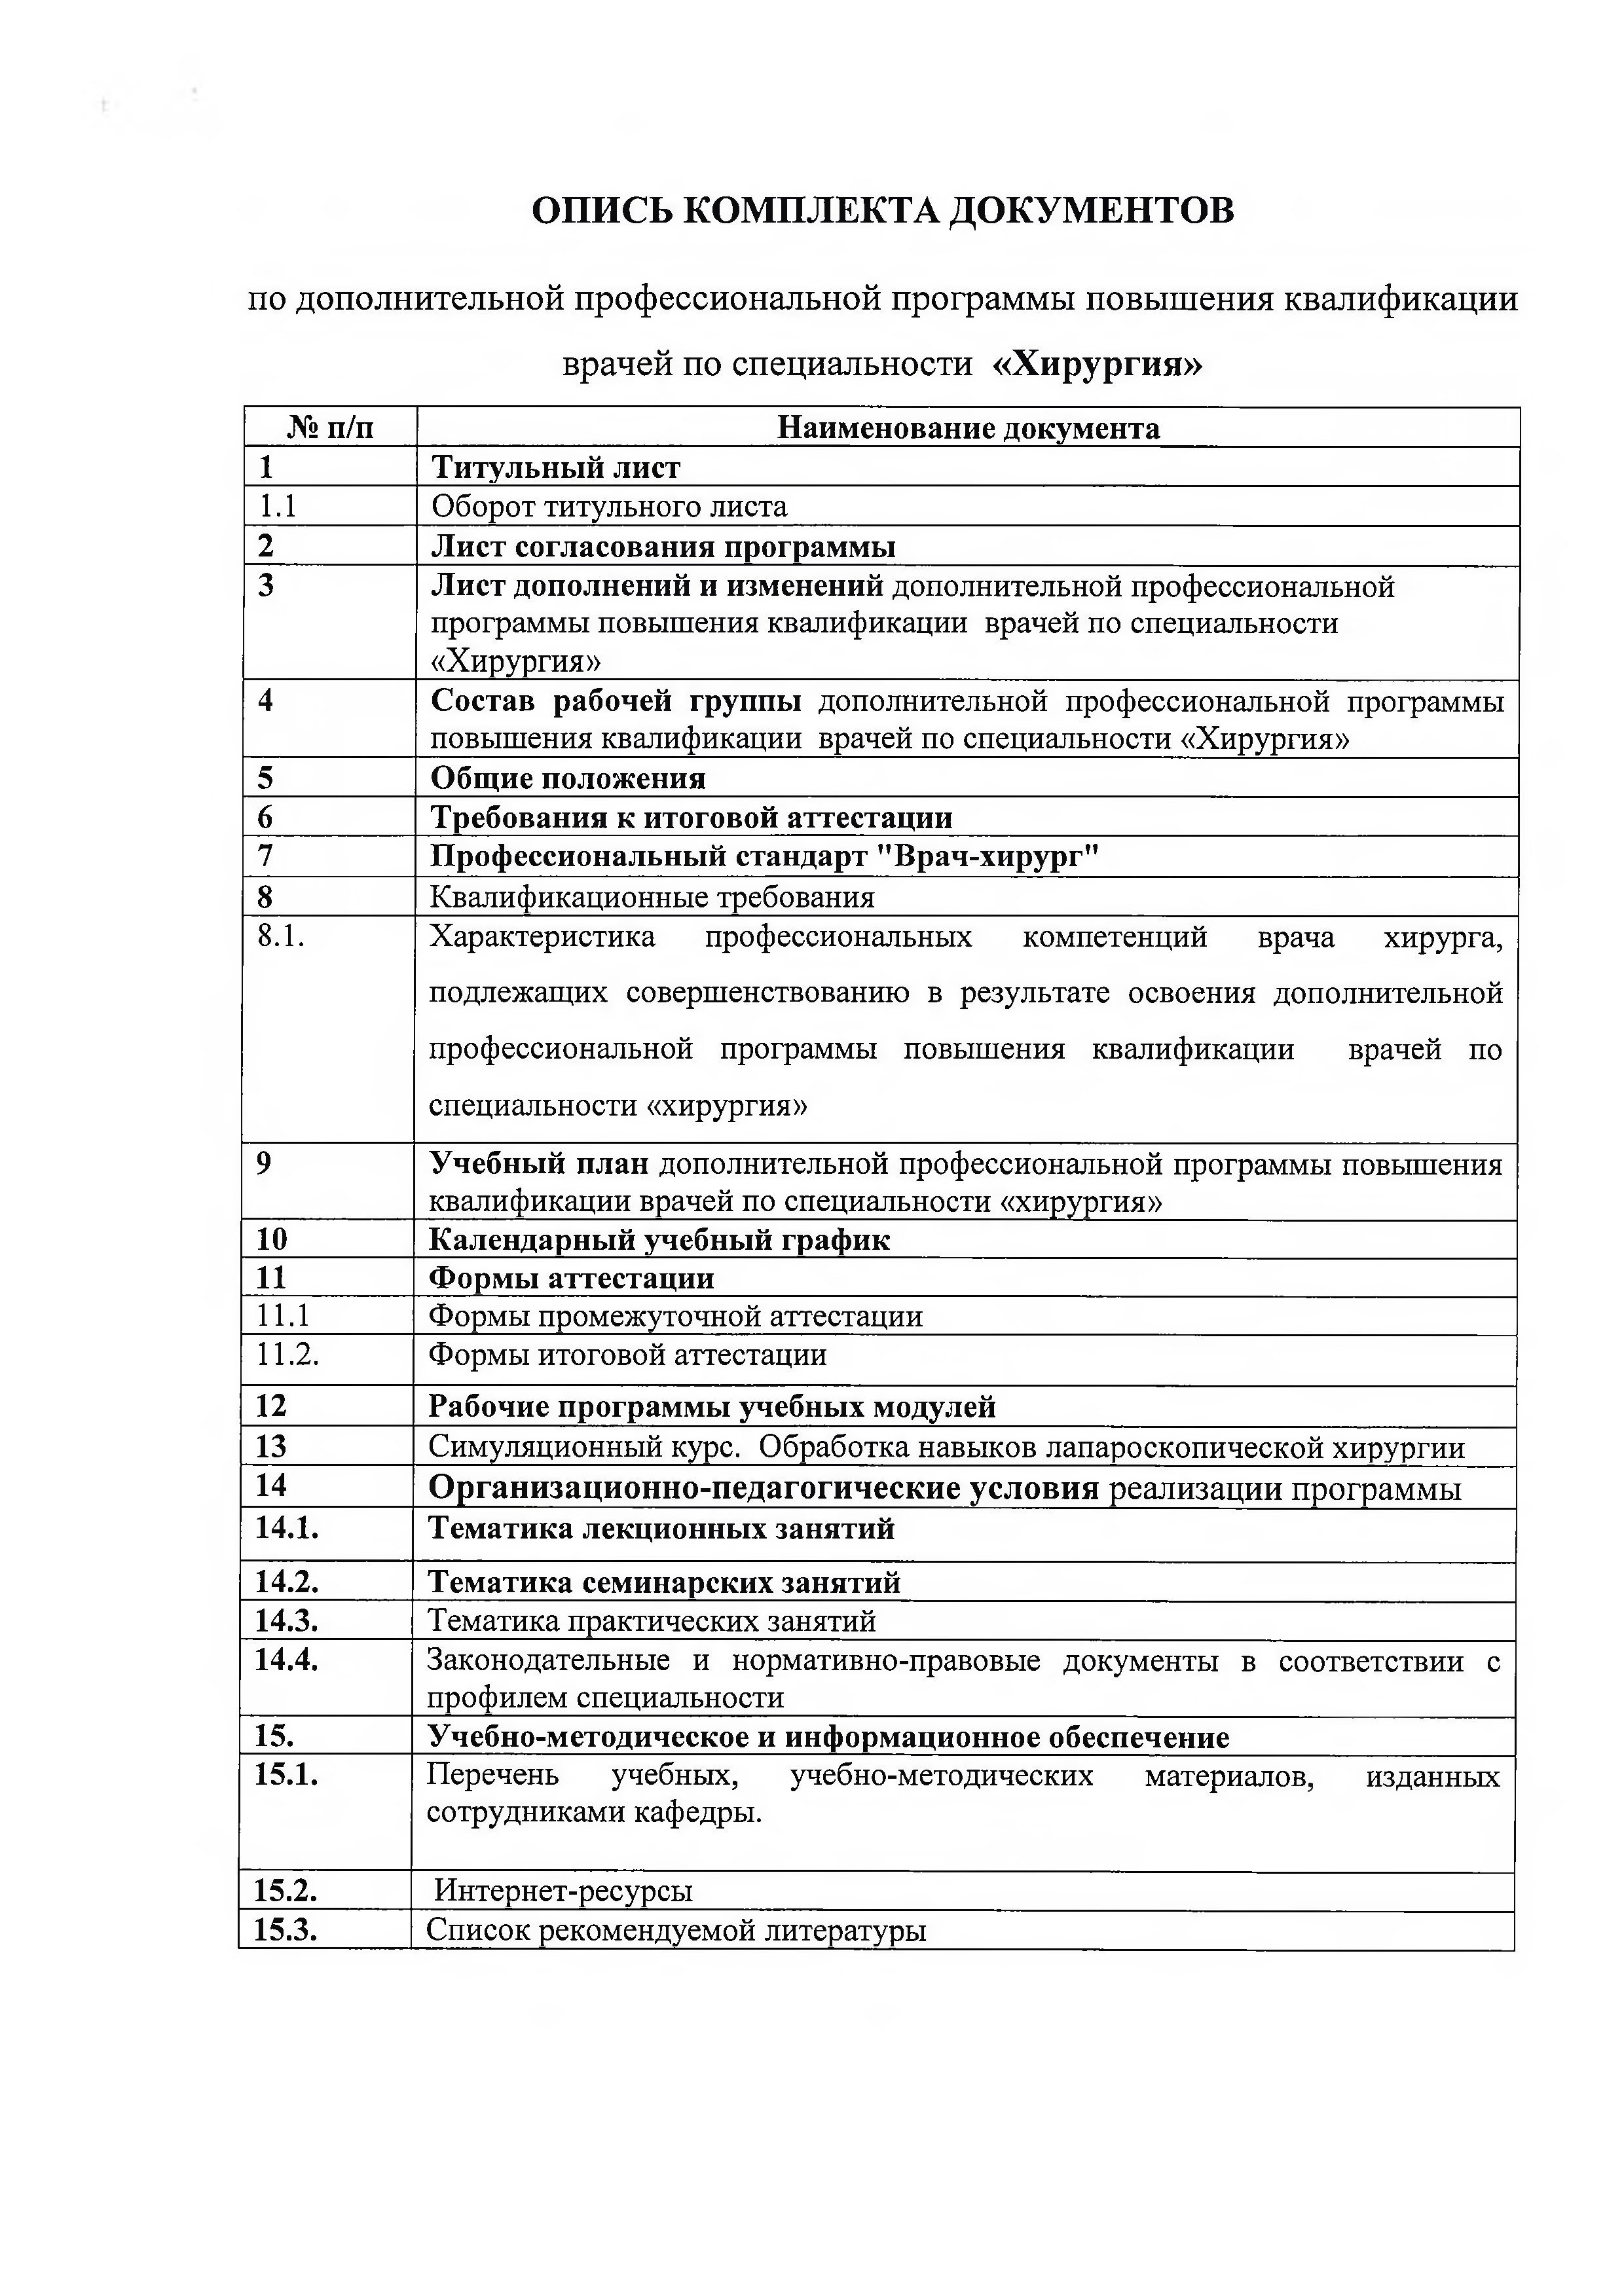 ОПИСЬ КОМПЛЕКТА ДОКУМЕНТОВ
по дополнительной профессиональной программы повышения квалификации
врачей по специальности «Хирургия»
№ п/п Наименование документа
1 Титульный лист
1.1 Оборот титульного листа
2 Лист согласования программы
3 Лист дополнений и изменений дополнительной профессиональной
программы повышения квалификации врачей по специальности
«Хирургия»
4 Состав рабочей группы дополнительной профессиональной программы
повышения квалификации врачей по специальности «Хирургия»
5 Общие положения
6 Требования к итоговой аттестации
7 Профессиональный стандарт "Врач-хирург"
8 Квалификационные требования
8.1. Характеристика профессиональных компетенций врача хирурга,
подлежащих совершенствованию в результате освоения дополнительной
профессиональной программы повышения квалификации врачей по
специальности «хирургия»
9 Учебный план дополнительной профессиональной программы повышения
квалификации врачей по специальности «хирургия»
10 Календарный учебный график
11 Формы аттестации
11.1 Формы промежуточной аттестации
11.2. Формы итоговой аттестации
12 Рабочие программы учебных модулей
13 Симуляционный курс. Обработка навыков лапароскопической хирургии
14 Организационно-педагогические условия реализации программы
14.1. Тематика лекционных занятий
14.2. Тематика семинарских занятий
14.3. Тематика практических занятий
14.4. Законодательные и нормативно-правовые документы в соответствии с
профилем специальности
15. Учебно-методическое и информационное обеспечение
15.1. Перечень учебных, учебно-методических материалов, изданных
сотрудниками кафедры.
15.2. Интернет-ресурсы
15.3. Список рекомендуемой литературы